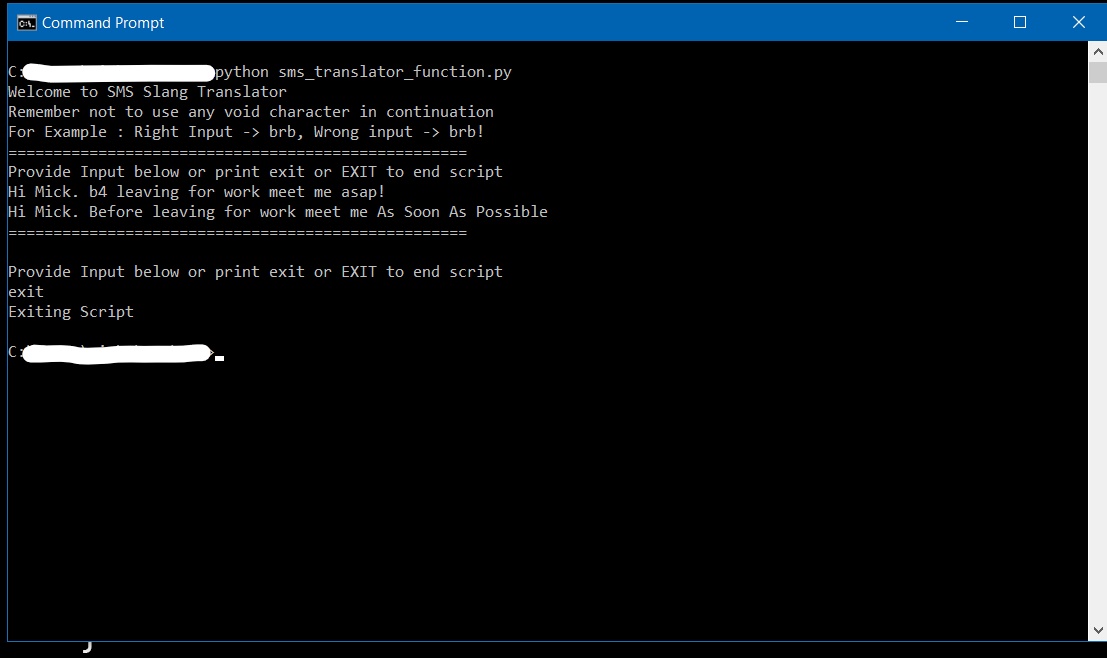 Command Prompt
C:python sms_translator_function.py
Welcome to SMS Slang Translator
Remember not to use any void character in continuation
For Example : Right Input -> brb, Wrong input -> brb!
===================================================
Provide Input below or print exit or EXIT to end script
Hi Mick. b4 leaving for work meet me asap!
Hi Mick. Before leaving for work meet me As Soon As Possible
===================================================
Provide Input below or print exit or EXIT to end script
exit
Exiting Script
C:>